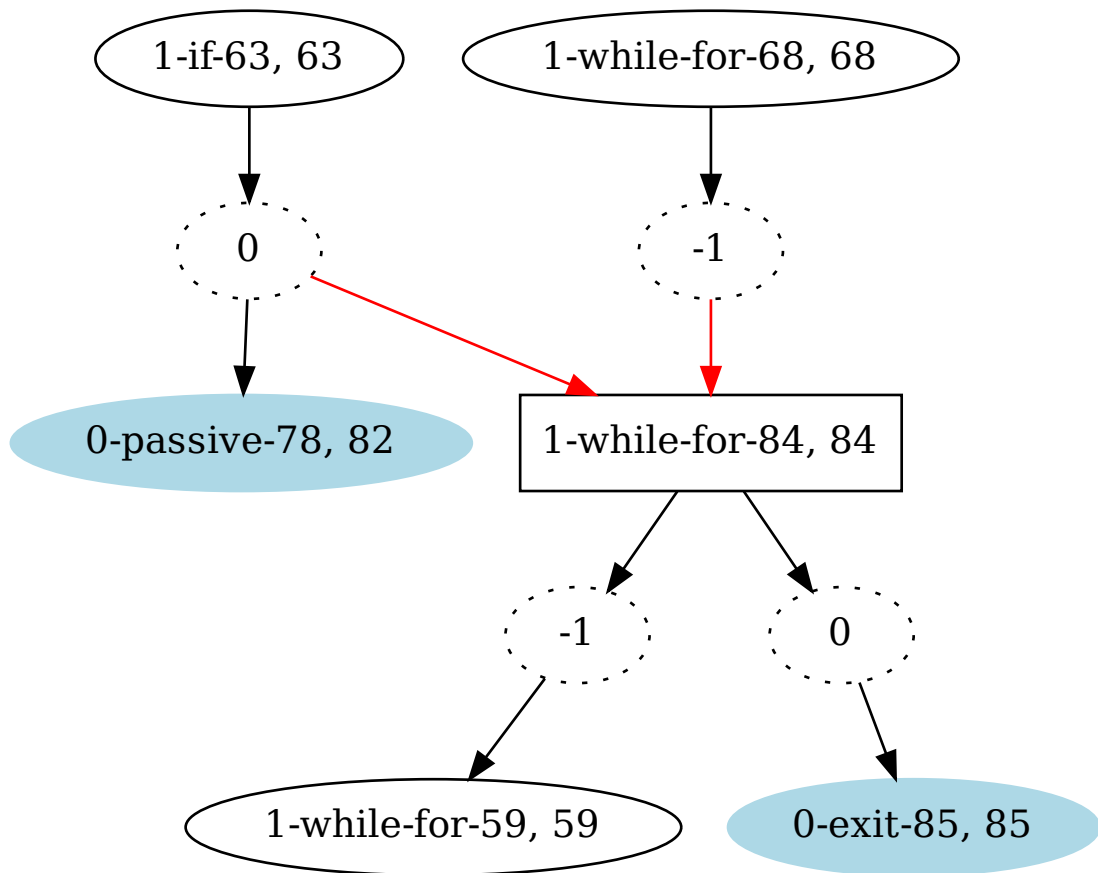 1-if-63, 63
1-while-for-68, 68
0
-1
0-passive-78, 82
1-while-for-84, 84
-1
0
1-while-for-59, 59
0-exit-85, 85